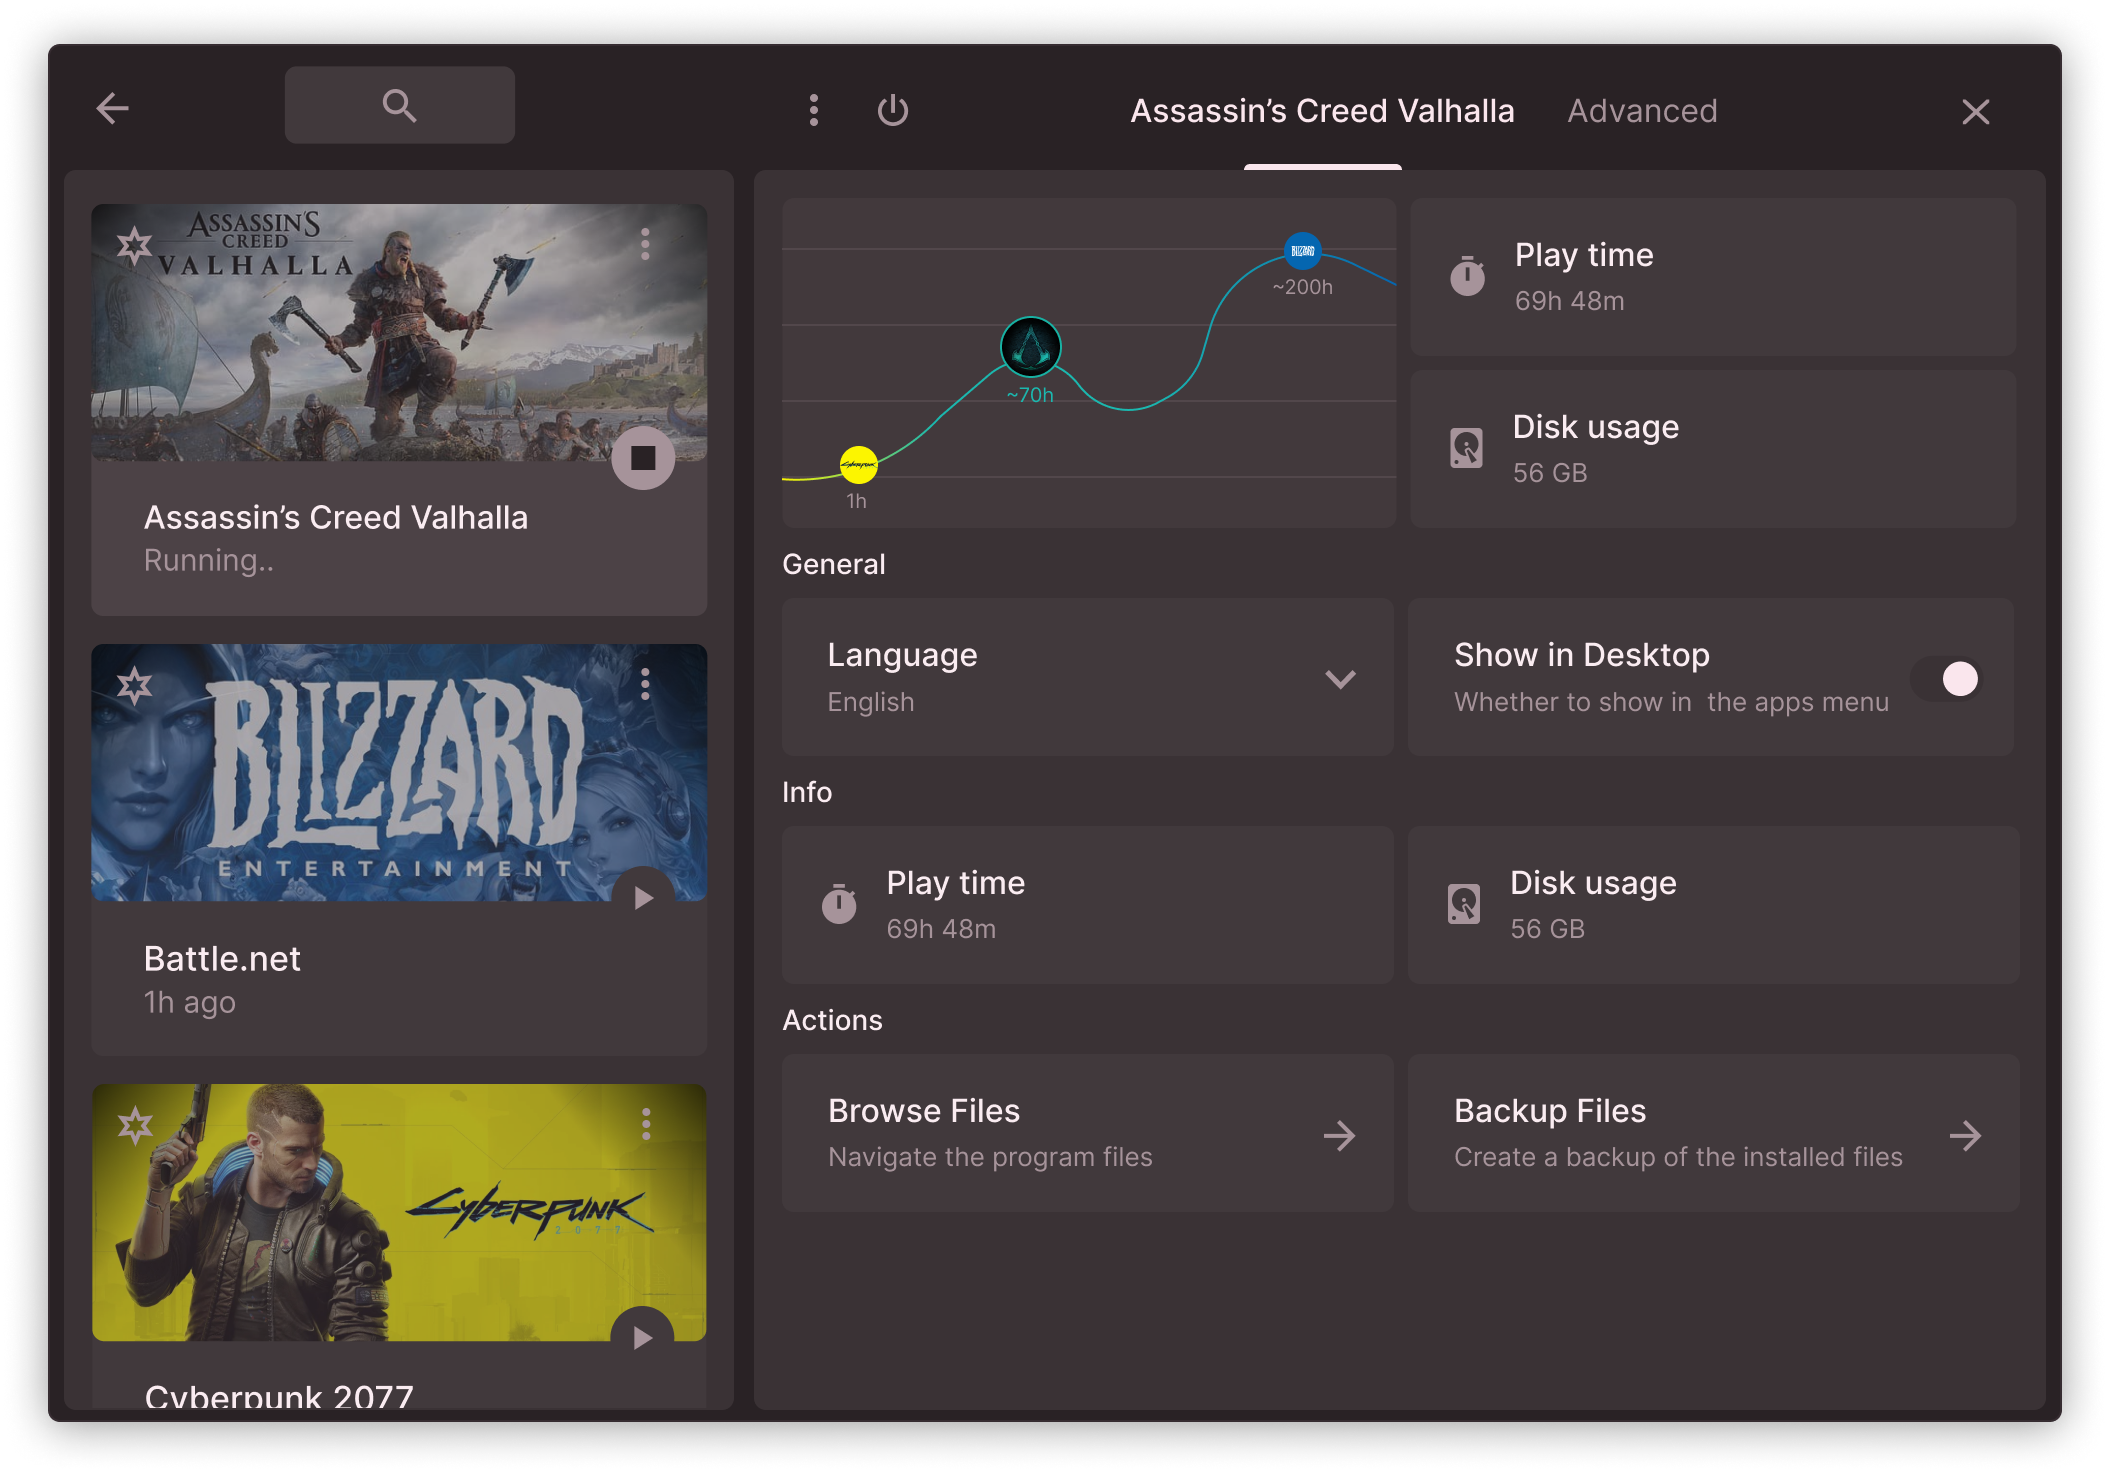 Assassin’s Creed Valhalla
Advanced
ASSASSIN'S
CREED
VALHALLA
Assassin’s Creed Valhalla
Running..
BLIZZARD
ENTERTAINMENT
Battle.net
1h ago
Cyberpunk
2077
Cyberpunk 2077
BLIZZARD
~200h
~70h
Cyberpunk
1h
Play time
69h 48m
Disk usage
56 GB
General
Language
English
Show in Desktop
Whether to show in  the apps menu
Info
Play time
69h 48m
Disk usage
56 GB
Actions
Browse Files
Navigate the program files
Backup Files
Create a backup of the installed files